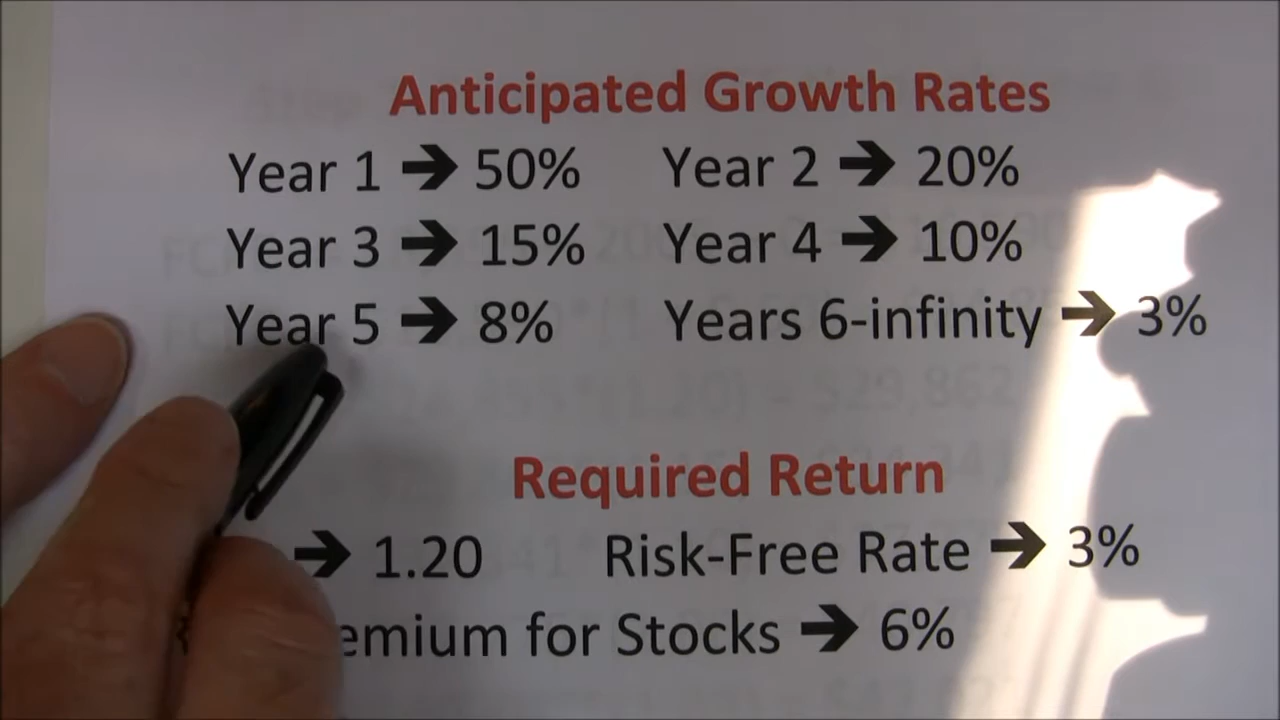 Anticipated Growth Rates
Year 1 ➔ 50% Year 2 ➔ 20%
Year 3 ➔ 15% Year 4 ➔ 10%
Year 5 ➔ 8% Years 6-infinity ➔ 3%
Required Return
➔ 1.20 Risk-Free Rate ➔ 3%
emium for Stocks ➔ 6%